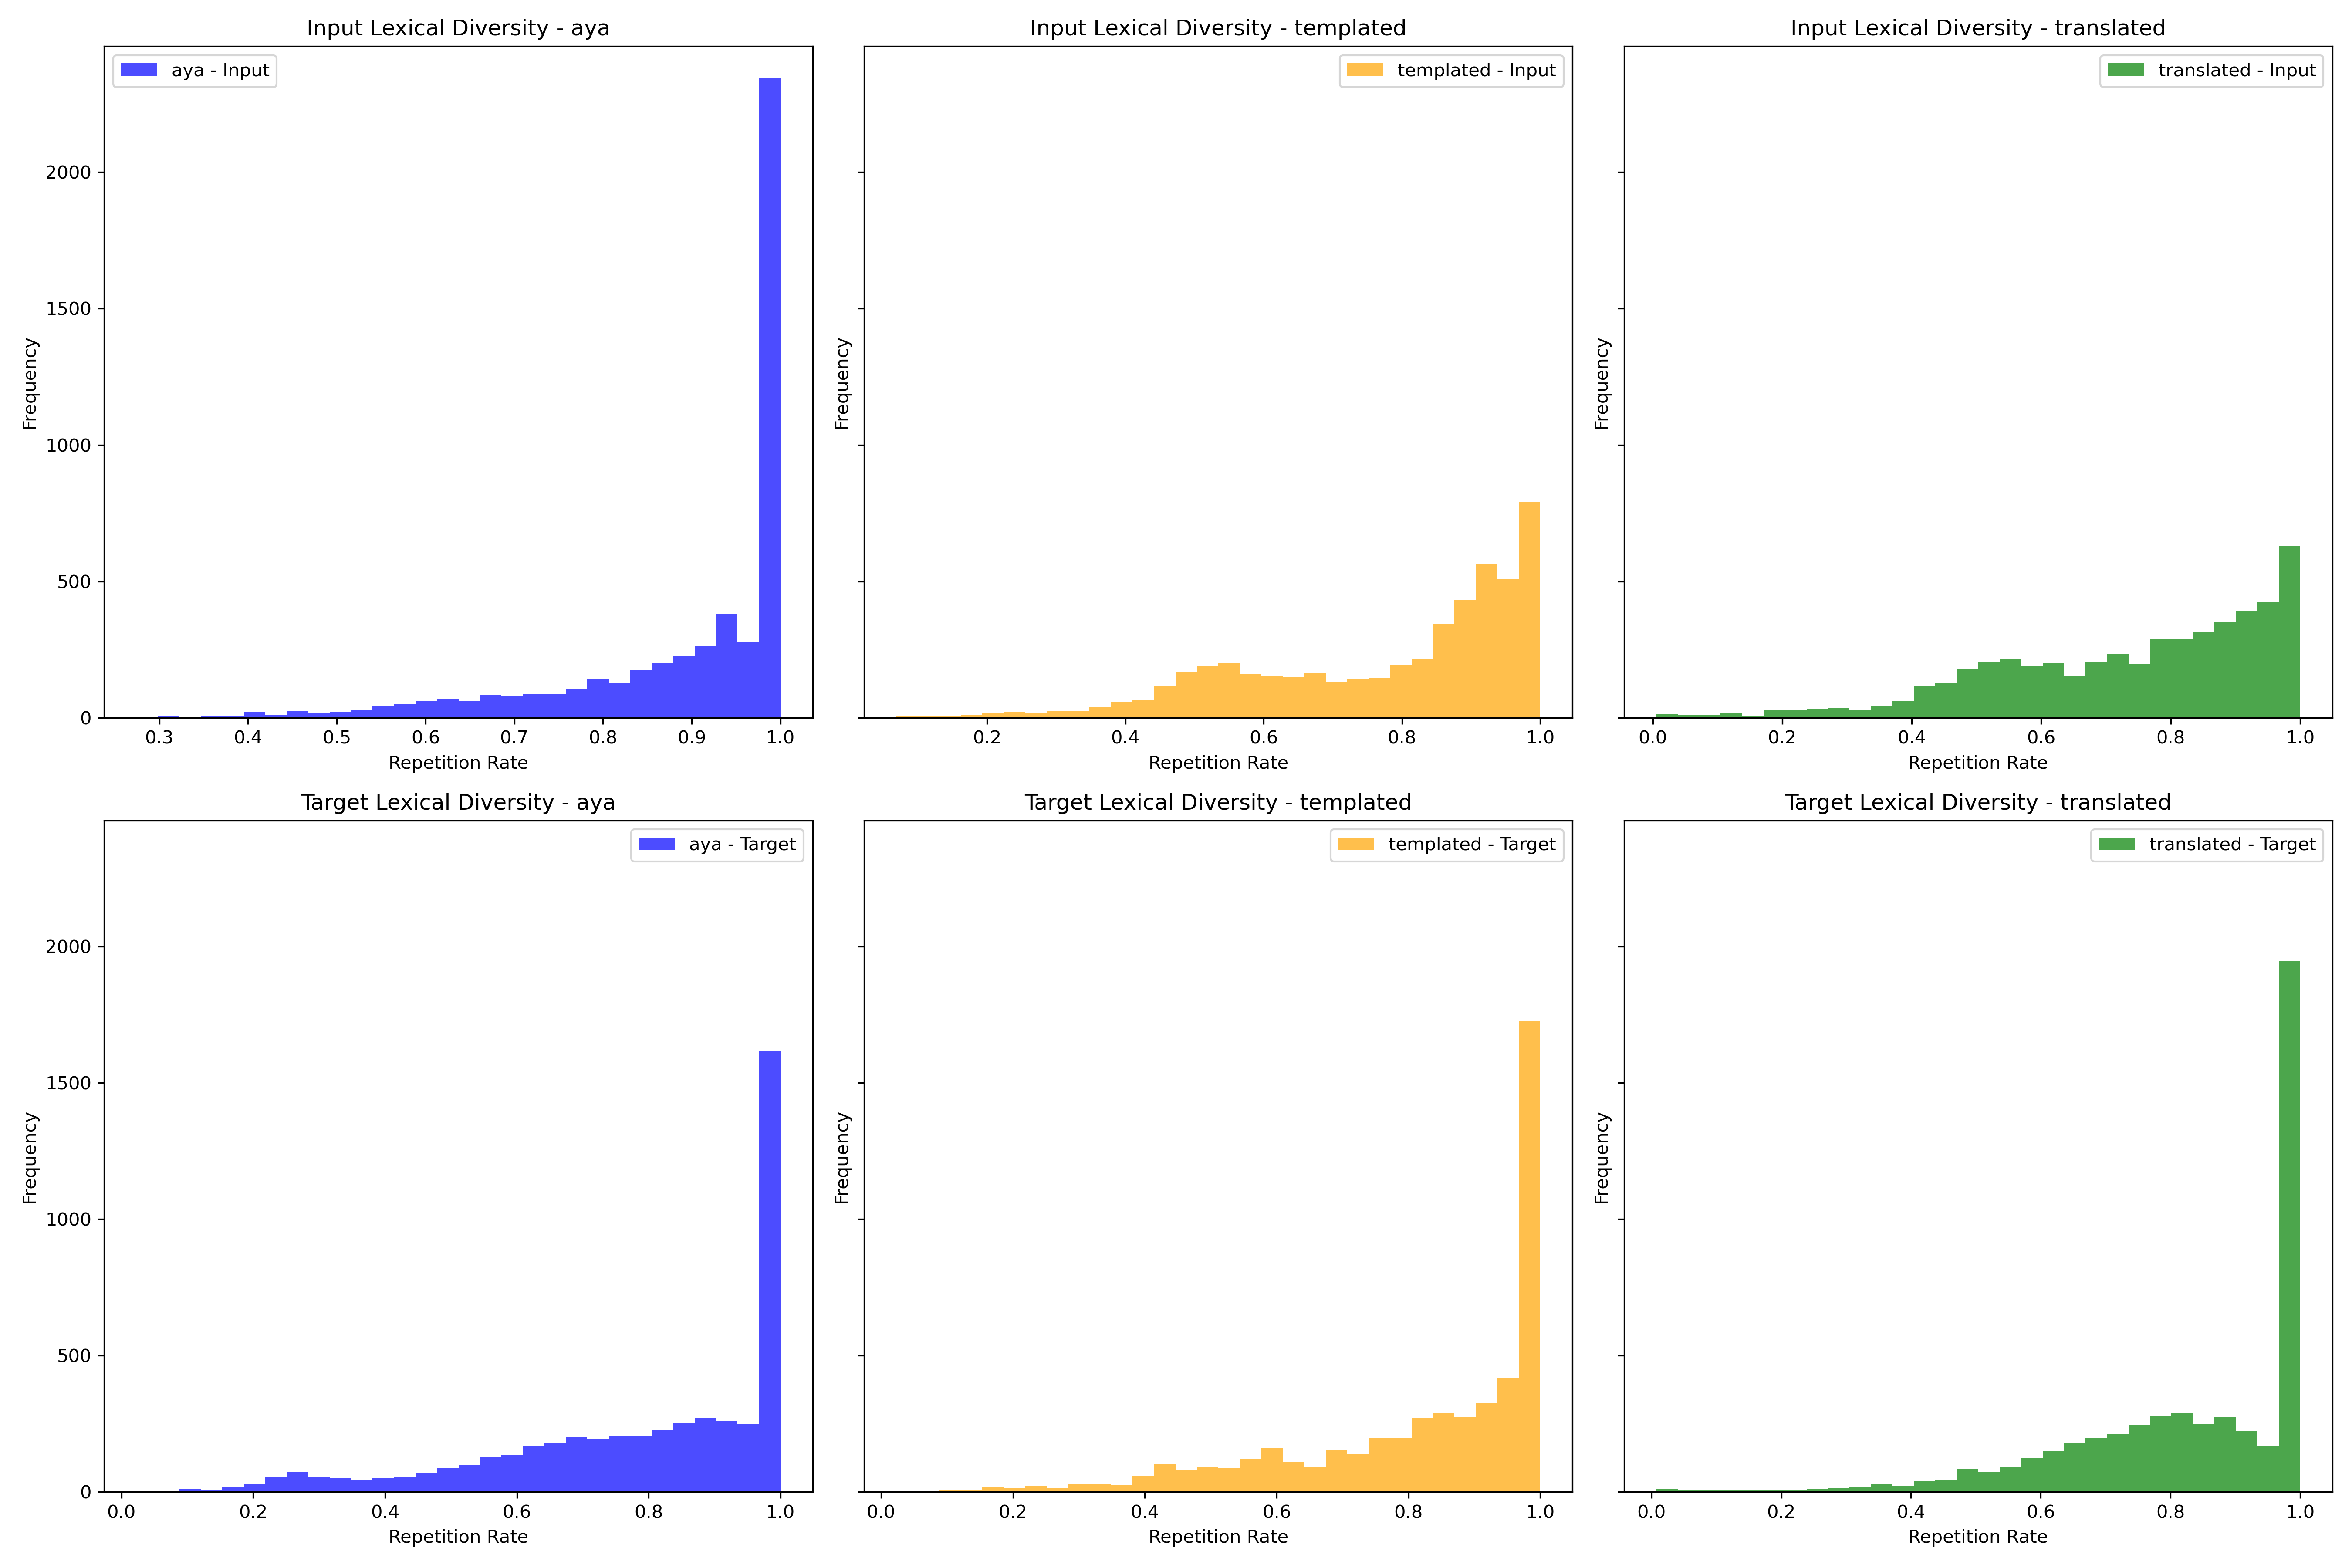 Input Lexical Diversity - aya
aya - Input
2000
1500
1000
500
0
Frequency
0.3 0.4 0.5 0.6 0.7 0.8 0.9 1.0
Repetition Rate
Input Lexical Diversity - templated
templated - Input
Frequency
0.2 0.4 0.6 0.8 1.0
Repetition Rate
Input Lexical Diversity - translated
translated - Input
Frequency
0.0 0.2 0.4 0.6 0.8 1.0
Repetition Rate
Target Lexical Diversity - aya
aya - Target
2000
1500
1000
500
0
Frequency
0.0 0.2 0.4 0.6 0.8 1.0
Repetition Rate
Target Lexical Diversity - templated
templated - Target
Frequency
0.0 0.2 0.4 0.6 0.8 1.0
Repetition Rate
Target Lexical Diversity - translated
translated - Target
Frequency
0.0 0.2 0.4 0.6 0.8 1.0
Repetition Rate